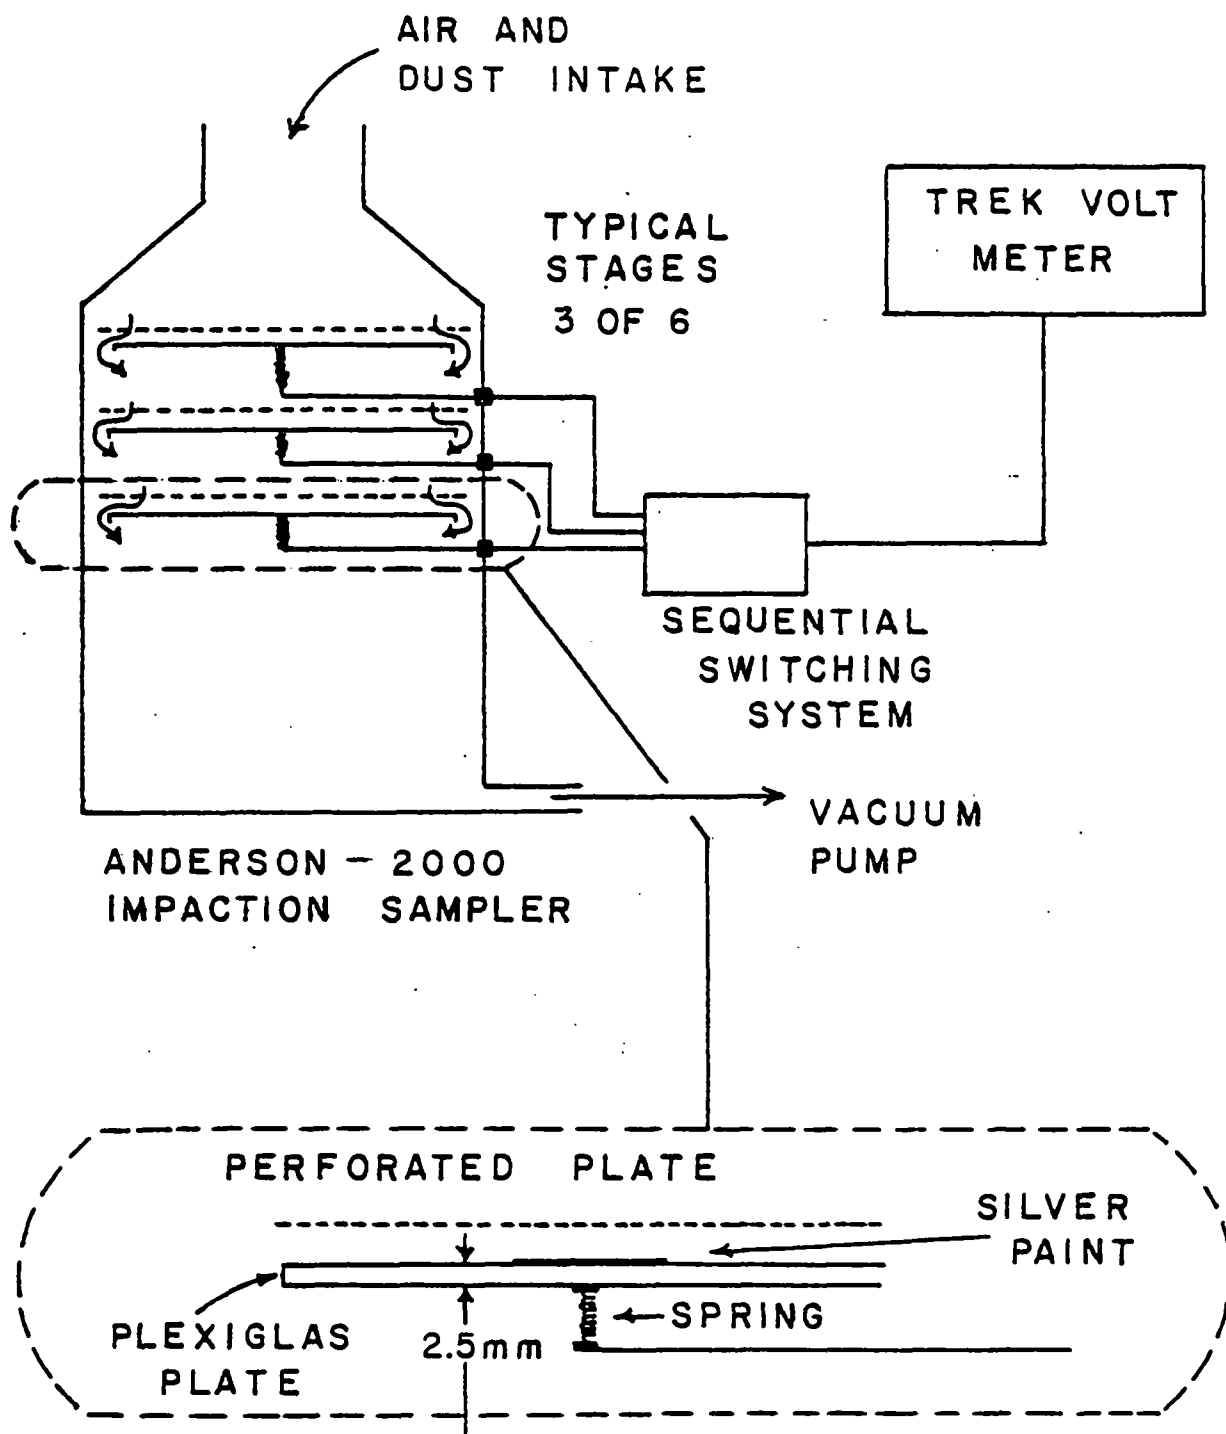 AIR AND
DUST INTAKE
TREK VOLT
METER
TYPICAL
STAGES
3 OF 6
SEQUENTIAL
SWITCHING
SYSTEM
VACUUM
PUMP
ANDERSON - 2000
IMPACTION SAMPLER
PERFORATED PLATE
SILVER
PAINT
SPRING
PLEXIGLAS
PLATE
2.5mm